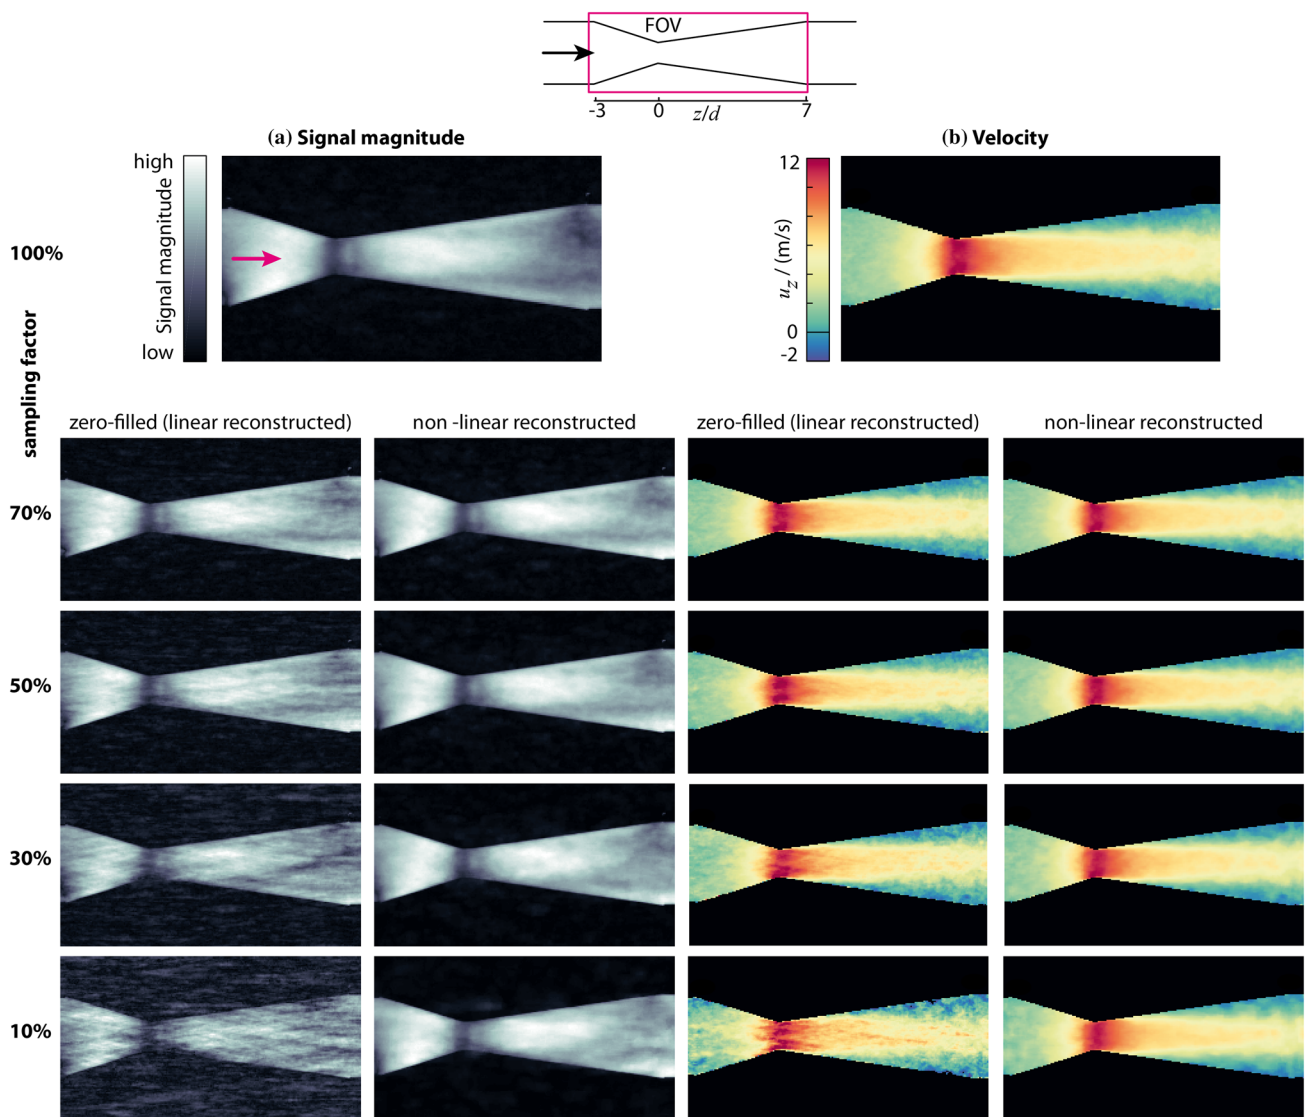 FOV
-3 0 z/d 7
(a) Signal magnitude
(b) Velocity
high
Signal magnitude
low
12
u_z / (m/s)
0
-2
100%
sampling factor
zero-filled (linear reconstructed)
non -linear reconstructed
zero-filled (linear reconstructed)
non-linear reconstructed
70%
50%
30%
10%